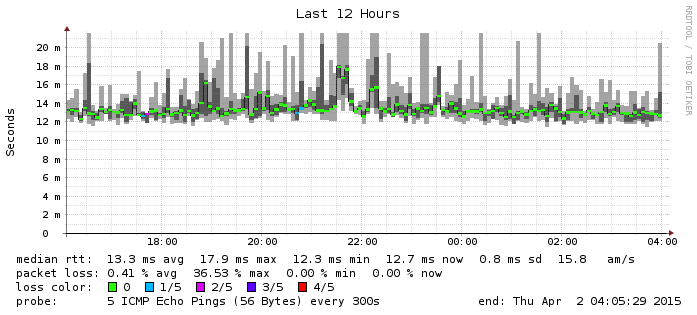 Last 12 Hours
RRDTOOL / TOBI OETIKER
Seconds
20 m
18 m
16 m
14 m
12 m
10 m
8 m
6 m
4 m
2 m
0
18:00 20:00 22:00 00:00 02:00 04:00
median rtt: 13.3 ms avg 17.9 ms max 12.3 ms min 12.7 ms now 0.8 ms sd 15.8 am/s
packet loss: 0.41 % avg 36.53 % max 0.00 % min 0.00 % now
loss color: 0 1/5 2/5 3/5 4/5
probe: 5 ICMP Echo Pings (56 Bytes) every 300s end: Thu Apr 2 04:05:29 2015